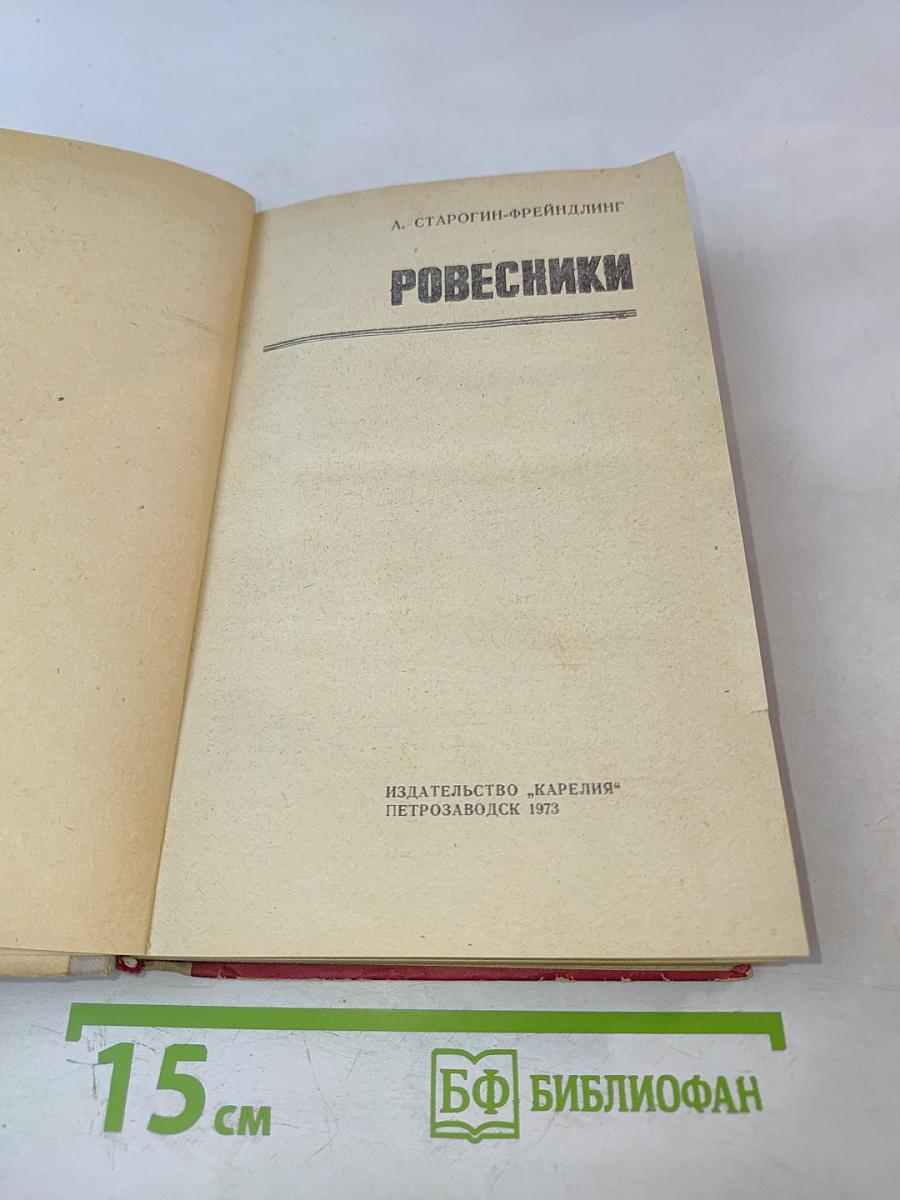 А. СТАРОГИН-ФРЕЙНДЛИНГ
РОВЕСНИКИ
ИЗДАТЕЛЬСТВО „КАРЕЛИЯ“
ПЕТРОЗАВОДСК 1973
15 см
БФ БИБЛИОФАН